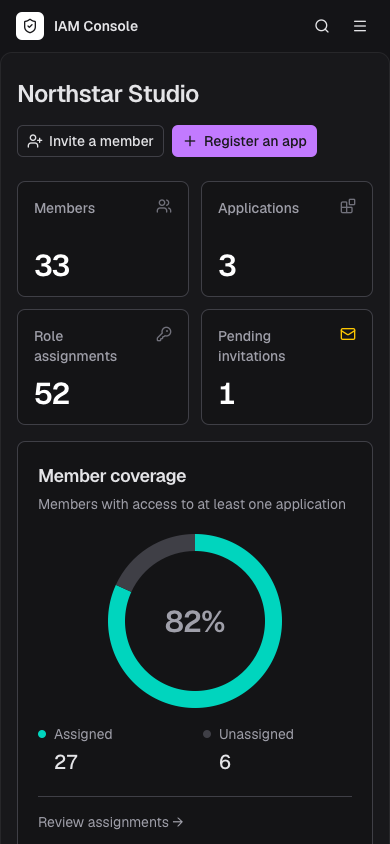 IAM Console
Northstar Studio
Invite a member
Register an app
Members
33
Applications
3
Role
assignments
52
Pending
invitations
1
Member coverage
Members with access to at least one application
82%
Assigned
27
Unassigned
6
Review assignments →